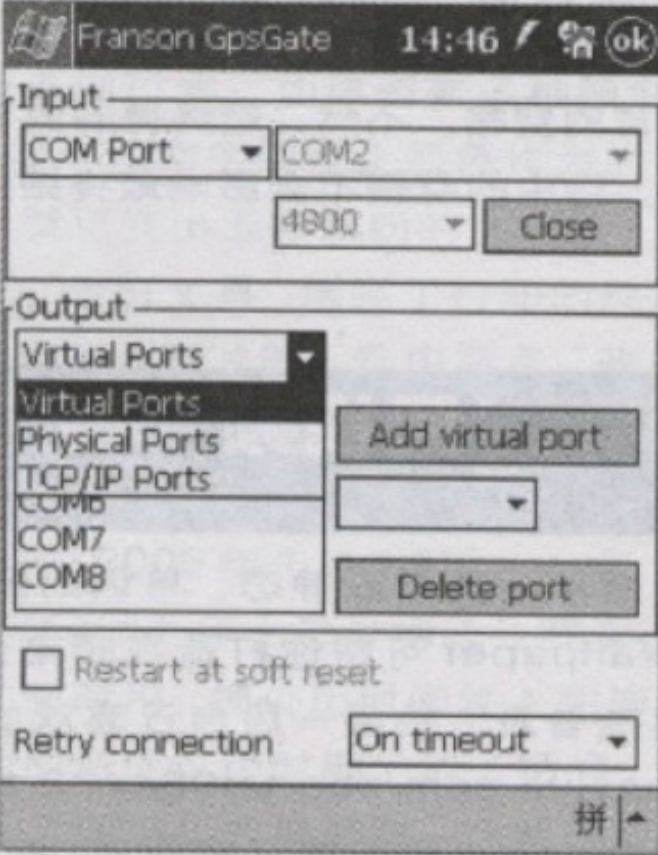 Franson GpsGate 14:46 ok
Input
COM Port COM2
4800 Close
Output
Virtual Ports
Virtual Ports
Physical Ports
TCP/IP Ports
Add virtual port
COM6
COM7
COM8
Delete port
Restart at soft reset
Retry connection On timeout
拼